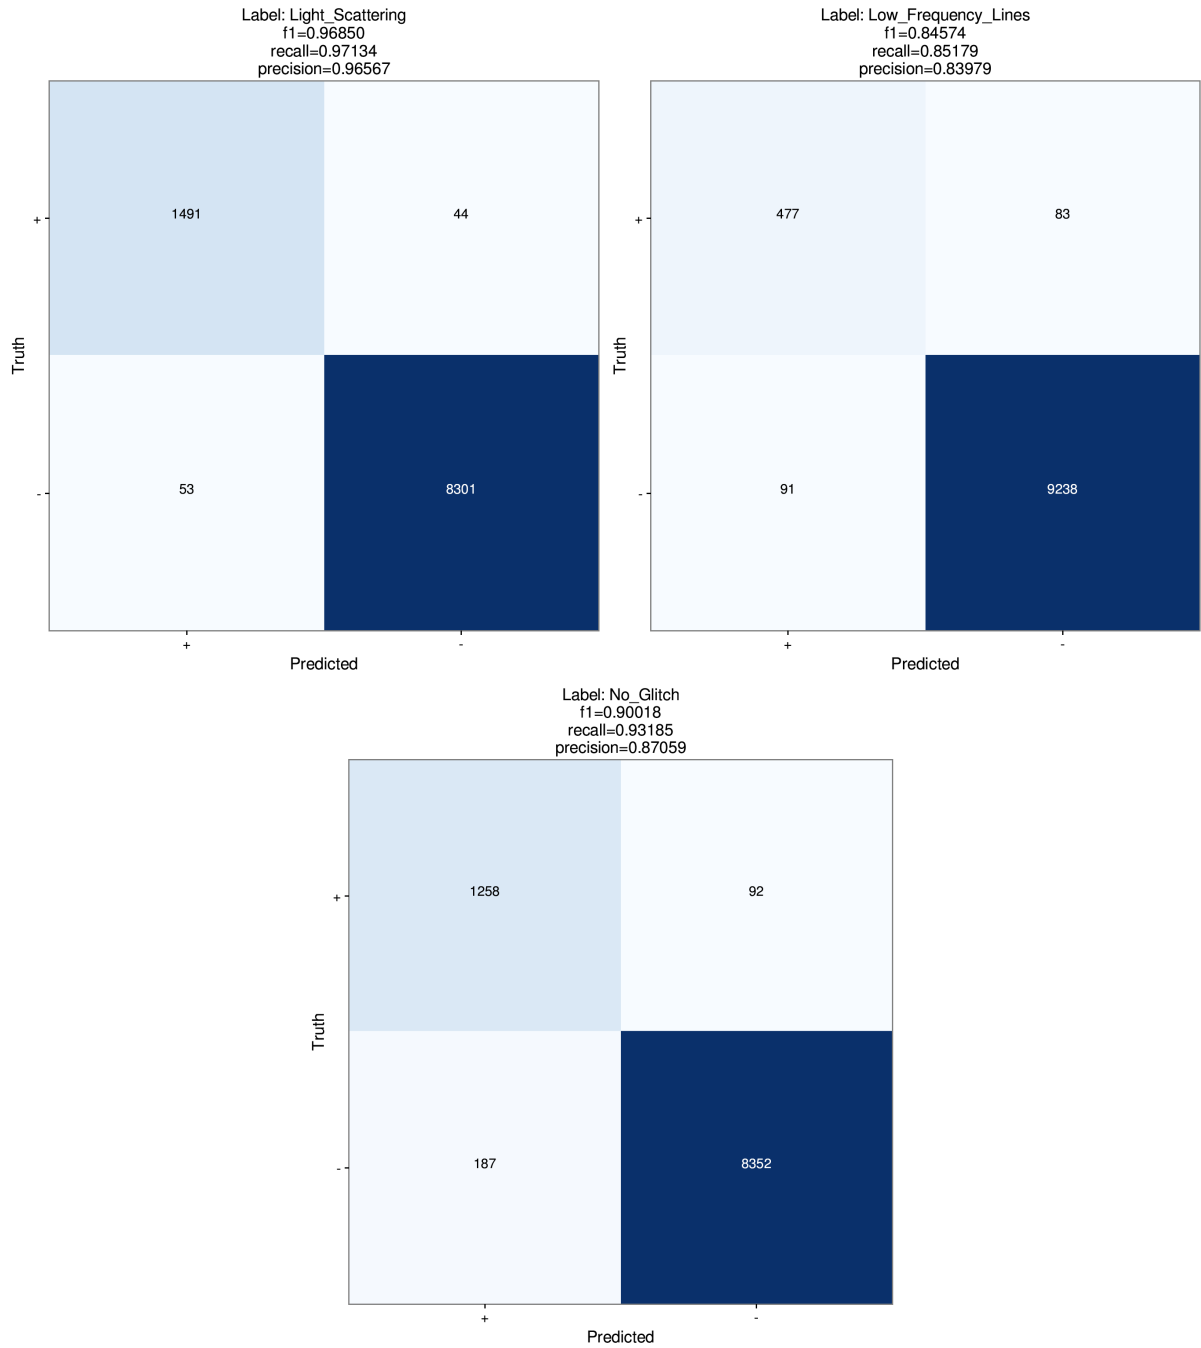 Label: Light_Scattering
f1=0.96850
recall=0.97134
precision=0.96567
+
1491
44
Truth
-
53
8301
+
-
Predicted
Label: Low_Frequency_Lines
f1=0.84574
recall=0.85179
precision=0.83979
+
477
83
Truth
-
91
9238
+
-
Predicted
Label: No_Glitch
f1=0.90018
recall=0.93185
precision=0.87059
+
1258
92
Truth
-
187
8352
+
-
Predicted